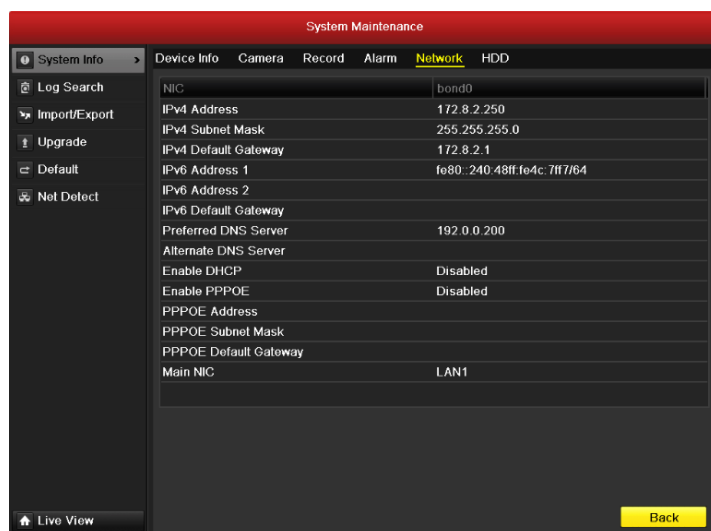 System Maintenance
System Info >
Log Search
Import/Export
Upgrade
Default
Net Detect
Live View
Device Info Camera Record Alarm Network HDD
NIC bond0
IPv4 Address 172.8.2.250
IPv4 Subnet Mask 255.255.255.0
IPv4 Default Gateway 172.8.2.1
IPv6 Address 1 fe80::240:48ff:fe4c:7ff7/64
IPv6 Address 2
IPv6 Default Gateway
Preferred DNS Server 192.0.0.200
Alternate DNS Server
Enable DHCP Disabled
Enable PPPOE Disabled
PPPOE Address
PPPOE Subnet Mask
PPPOE Default Gateway
Main NIC LAN1
Back